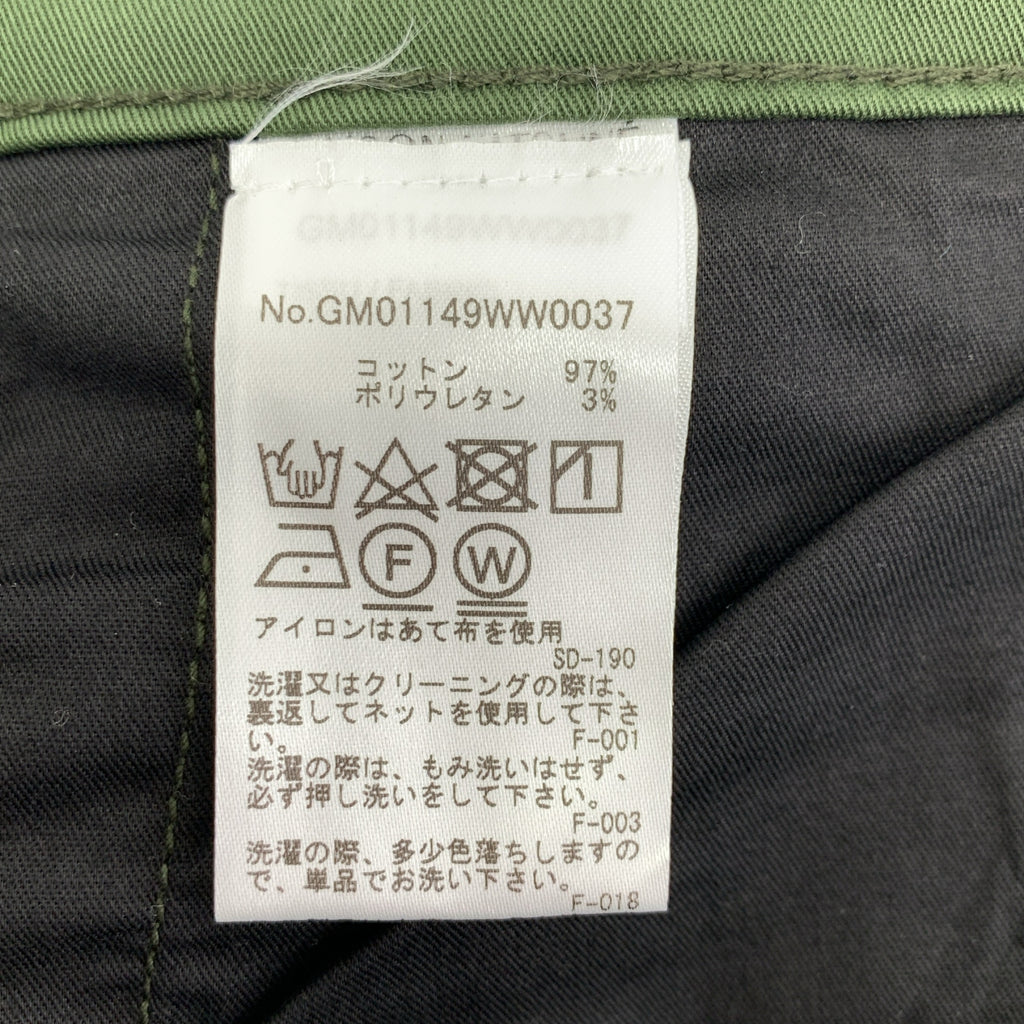 No.GM01149WW0037
コットン 97%
ポリウレタン 3%
F W
アイロンはあて布を使用
SD-190
洗濯又はクリーニングの際は、
裏返してネットを使用して下さ
い。
F-001
洗濯の際は、もみ洗いはせず、
必ず押し洗いをして下さい。
F-003
洗濯の際、多少色落ちしますの
で、単品でお洗い下さい。
F-018